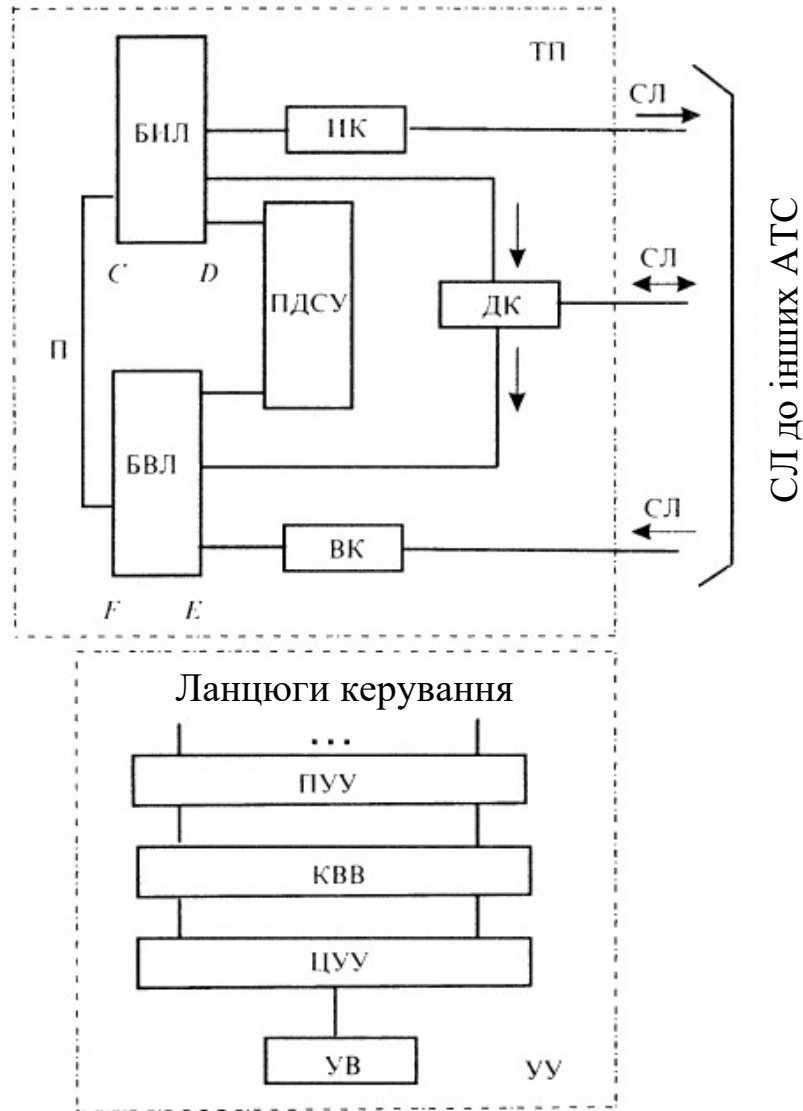 ТП
СЛ
БИЛ
ИК
C
D
ПДСУ
СЛ
ДК
П
БВЛ
СЛ
ВК
F
E
СЛ до інших АТС
Ланцюги керування
...
ПУУ
КВВ
ЦУУ
УВ
УУ